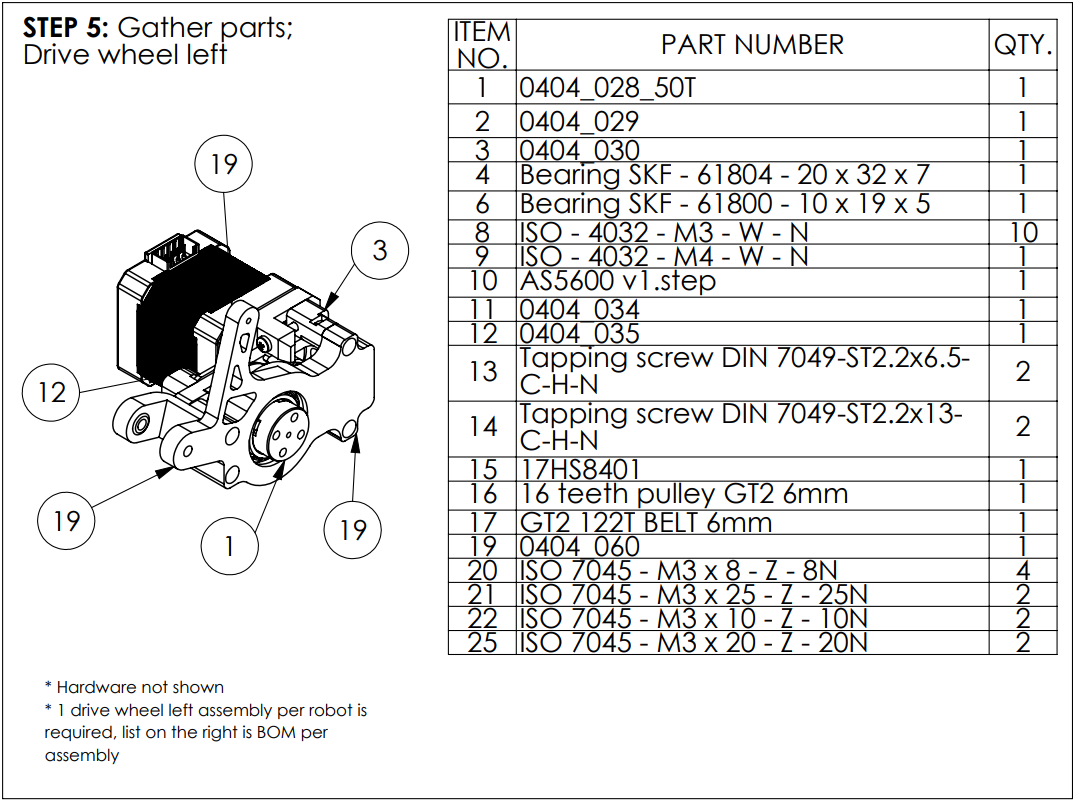 STEP 5: Gather parts;
Drive wheel left
19
3
12
19
1
19
* Hardware not shown
* 1 drive wheel left assembly per robot is
required, list on the right is BOM per
assembly
ITEM NO. PART NUMBER QTY.
1 0404_028_50T 1
2 0404_029 1
3 0404_030 1
4 Bearing SKF - 61804 - 20 x 32 x 7 1
6 Bearing SKF - 61800 - 10 x 19 x 5 1
8 ISO - 4032 - M3 - W - N 10
9 ISO - 4032 - M4 - W - N 1
10 AS5600 v1.step 1
11 0404_034 1
12 0404_035 1
13 Tapping screw DIN 7049-ST2.2x6.5-
C-H-N 2
14 Tapping screw DIN 7049-ST2.2x13-
C-H-N 2
15 17HS8401 1
16 16 teeth pulley GT2 6mm 1
17 GT2 122T BELT 6mm 1
19 0404_060 1
20 ISO 7045 - M3 x 8 - Z - 8N 4
21 ISO 7045 - M3 x 25 - Z - 25N 2
22 ISO 7045 - M3 x 10 - Z - 10N 2
25 ISO 7045 - M3 x 20 - Z - 20N 2